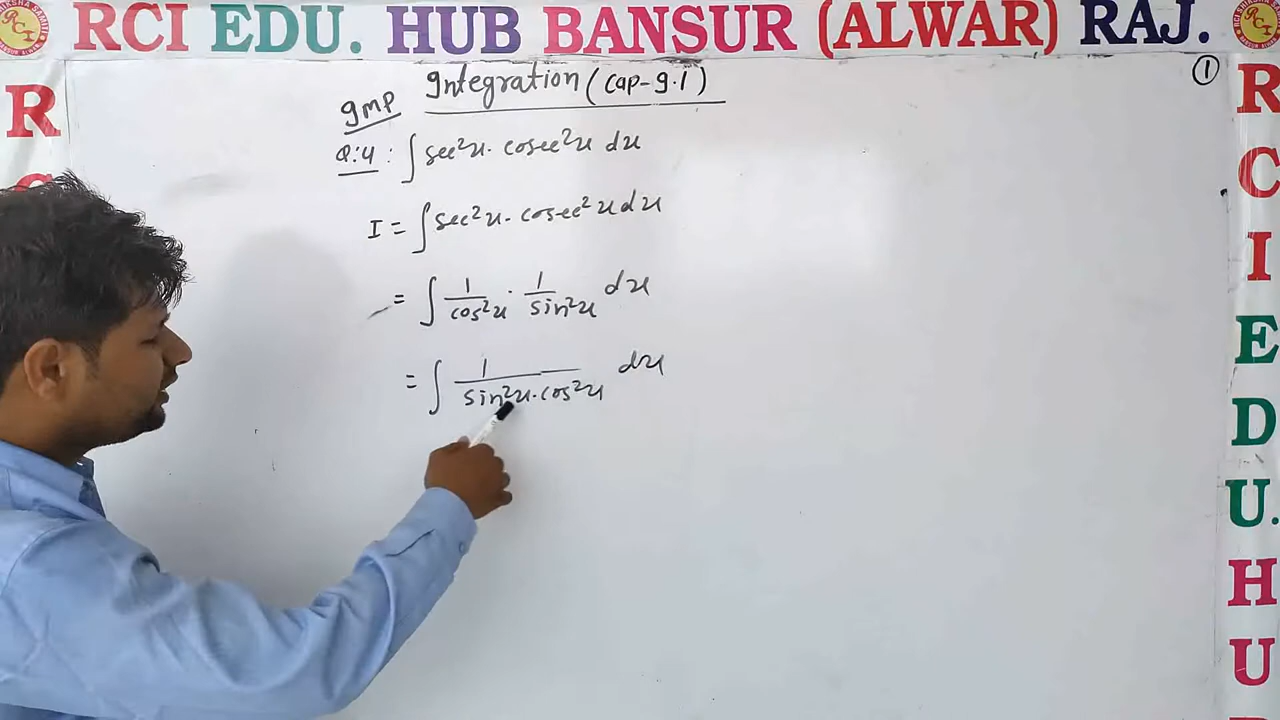 RCI EDU. HUB BANSUR (ALWAR) RAJ.
Integration (Cap-9.1)
①
gmp
Q:4 : ∫ sec²x. cosec²x dx
I = ∫ sec²x. cosec²x dx
= ∫ 1/cos²x . 1/sin²x dx
= ∫ 1/sin²x.cos²x dx
R
C
R
C
I
E
D
U.
H
U